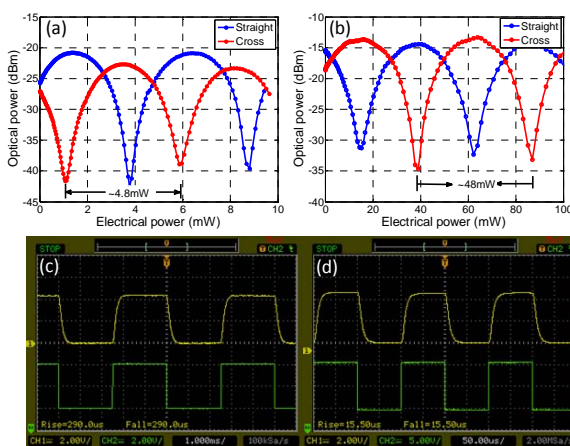 (a)
Straight
Cross
Optical power (dBm)
-15
-20
-25
-30
-35
-40
-45
~4.8mW
0 2 4 6 8 10
Electrical power (mW)
(b)
Straight
Cross
Optical power (dBm)
-10
-15
-20
-25
-30
-35
-40
~48mW
0 20 40 60 80 100
Electrical power (mW)
(c)
STOP
CH2
Rise=290.0us Fall=290.0us
CH1= 2.00V/ CH2= 2.00V/ 1.000ms/ 100kSa/s
(d)
STOP
CH2
Rise=15.50us Fall=15.50us
CH1= 2.00V/ CH2= 5.00V/ 50.00us/ 2.00MSa/s